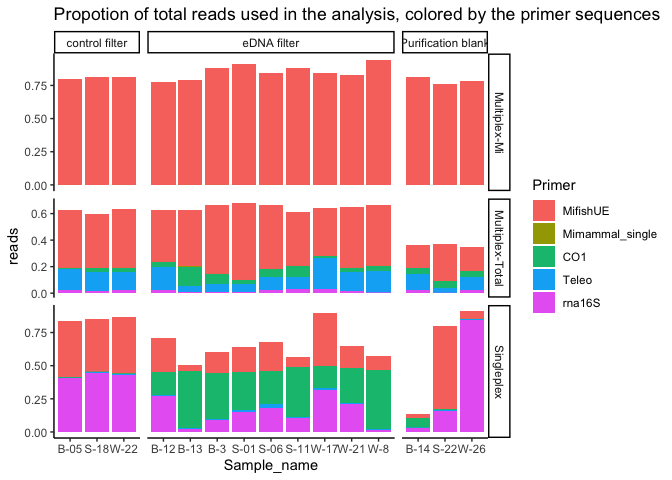 Propotion of total reads used in the analysis, colored by the primer sequences
control filter
eDNA filter
Purification blank
0.75
0.50
0.25
0.00
Multiplex-Mi
0.6
0.4
0.2
0.0
Multiplex-Total
0.75
0.50
0.25
0.00
Singleplex
reads
B-05 S-18 W-22
B-12 B-13 B-3 S-01 S-06 S-11 W-17 W-21 W-8
B-14 S-22 W-26
Sample_name
Primer
MifishUE
Mimammal_single
CO1
Teleo
rna16S